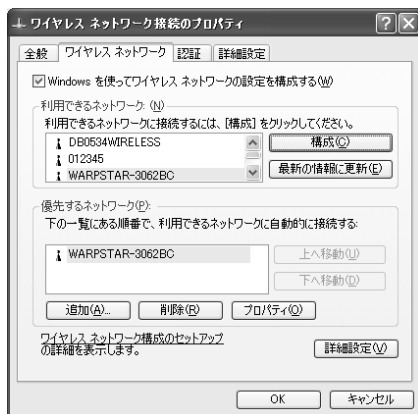 ワイヤレス ネットワーク接続のプロパティ
全般 ワイヤレス ネットワーク 認証 詳細設定
Windows を使ってワイヤレス ネットワークの設定を構成する(W)
利用できるネットワーク: (N)
利用できるネットワークに接続するには、[構成] をクリックしてください。
DB0534WIRELESS
012345
WARPSTAR-3062BC
構成(C)
最新の情報に更新(E)
優先するネットワーク(P):
下の一覧にある順番で、利用できるネットワークに自動的に接続する:
WARPSTAR-3062BC
上へ移動(U)
下へ移動(D)
追加(A)... 削除(R) プロパティ(O)
ワイヤレス ネットワーク構成のセットアップ
の詳細を表示します。
詳細設定(V)
OK キャンセル